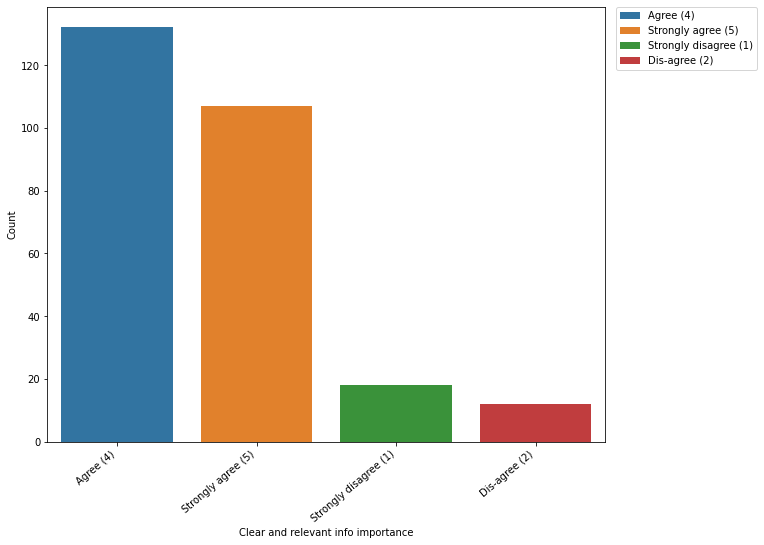 Agree (4)
Strongly agree (5)
Strongly disagree (1)
Dis-agree (2)
Count
120
100
80
60
40
20
0
Agree (4)
Strongly agree (5)
Strongly disagree (1)
Dis-agree (2)
Clear and relevant info importance